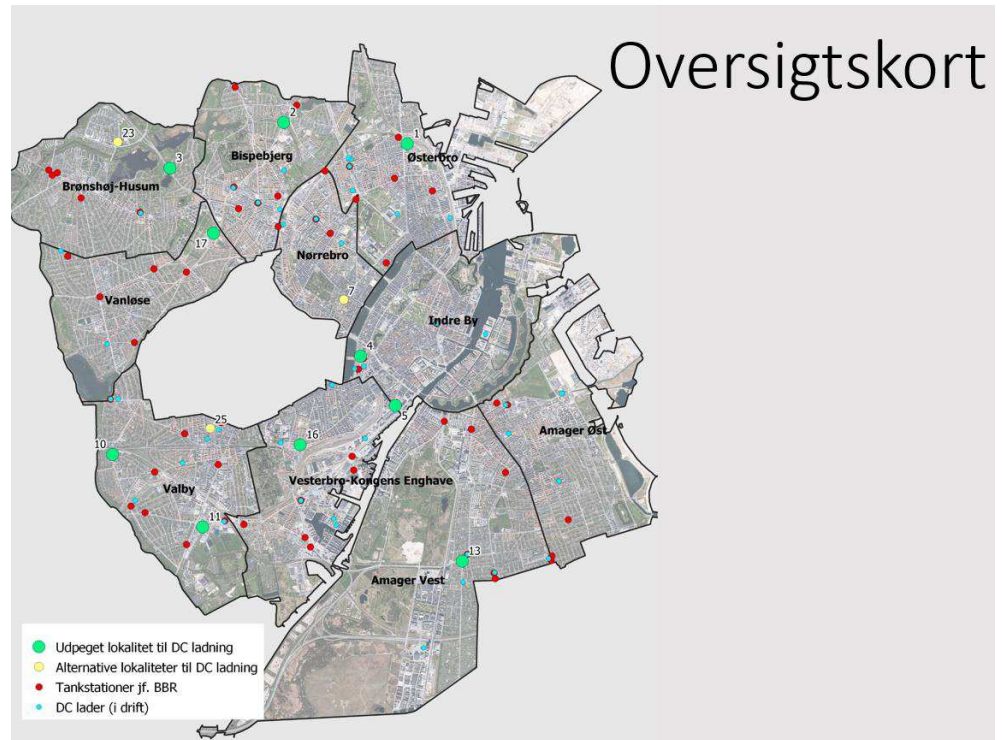 Oversigtskort
23
2
1
3
Bispebjerg
Østerbro
Brønshøj-Husum
17
Nørrebro
Vanløse
7
Indre By
4
5
25
16
10
Amager Øst
Valby
Vesterbro-Kongens Enghave
11
13
Amager Vest
Udpeget lokalitet til DC ladning
Alternative lokaliteter til DC ladning
Tankstationer jf. BBR
DC lader (i drift)